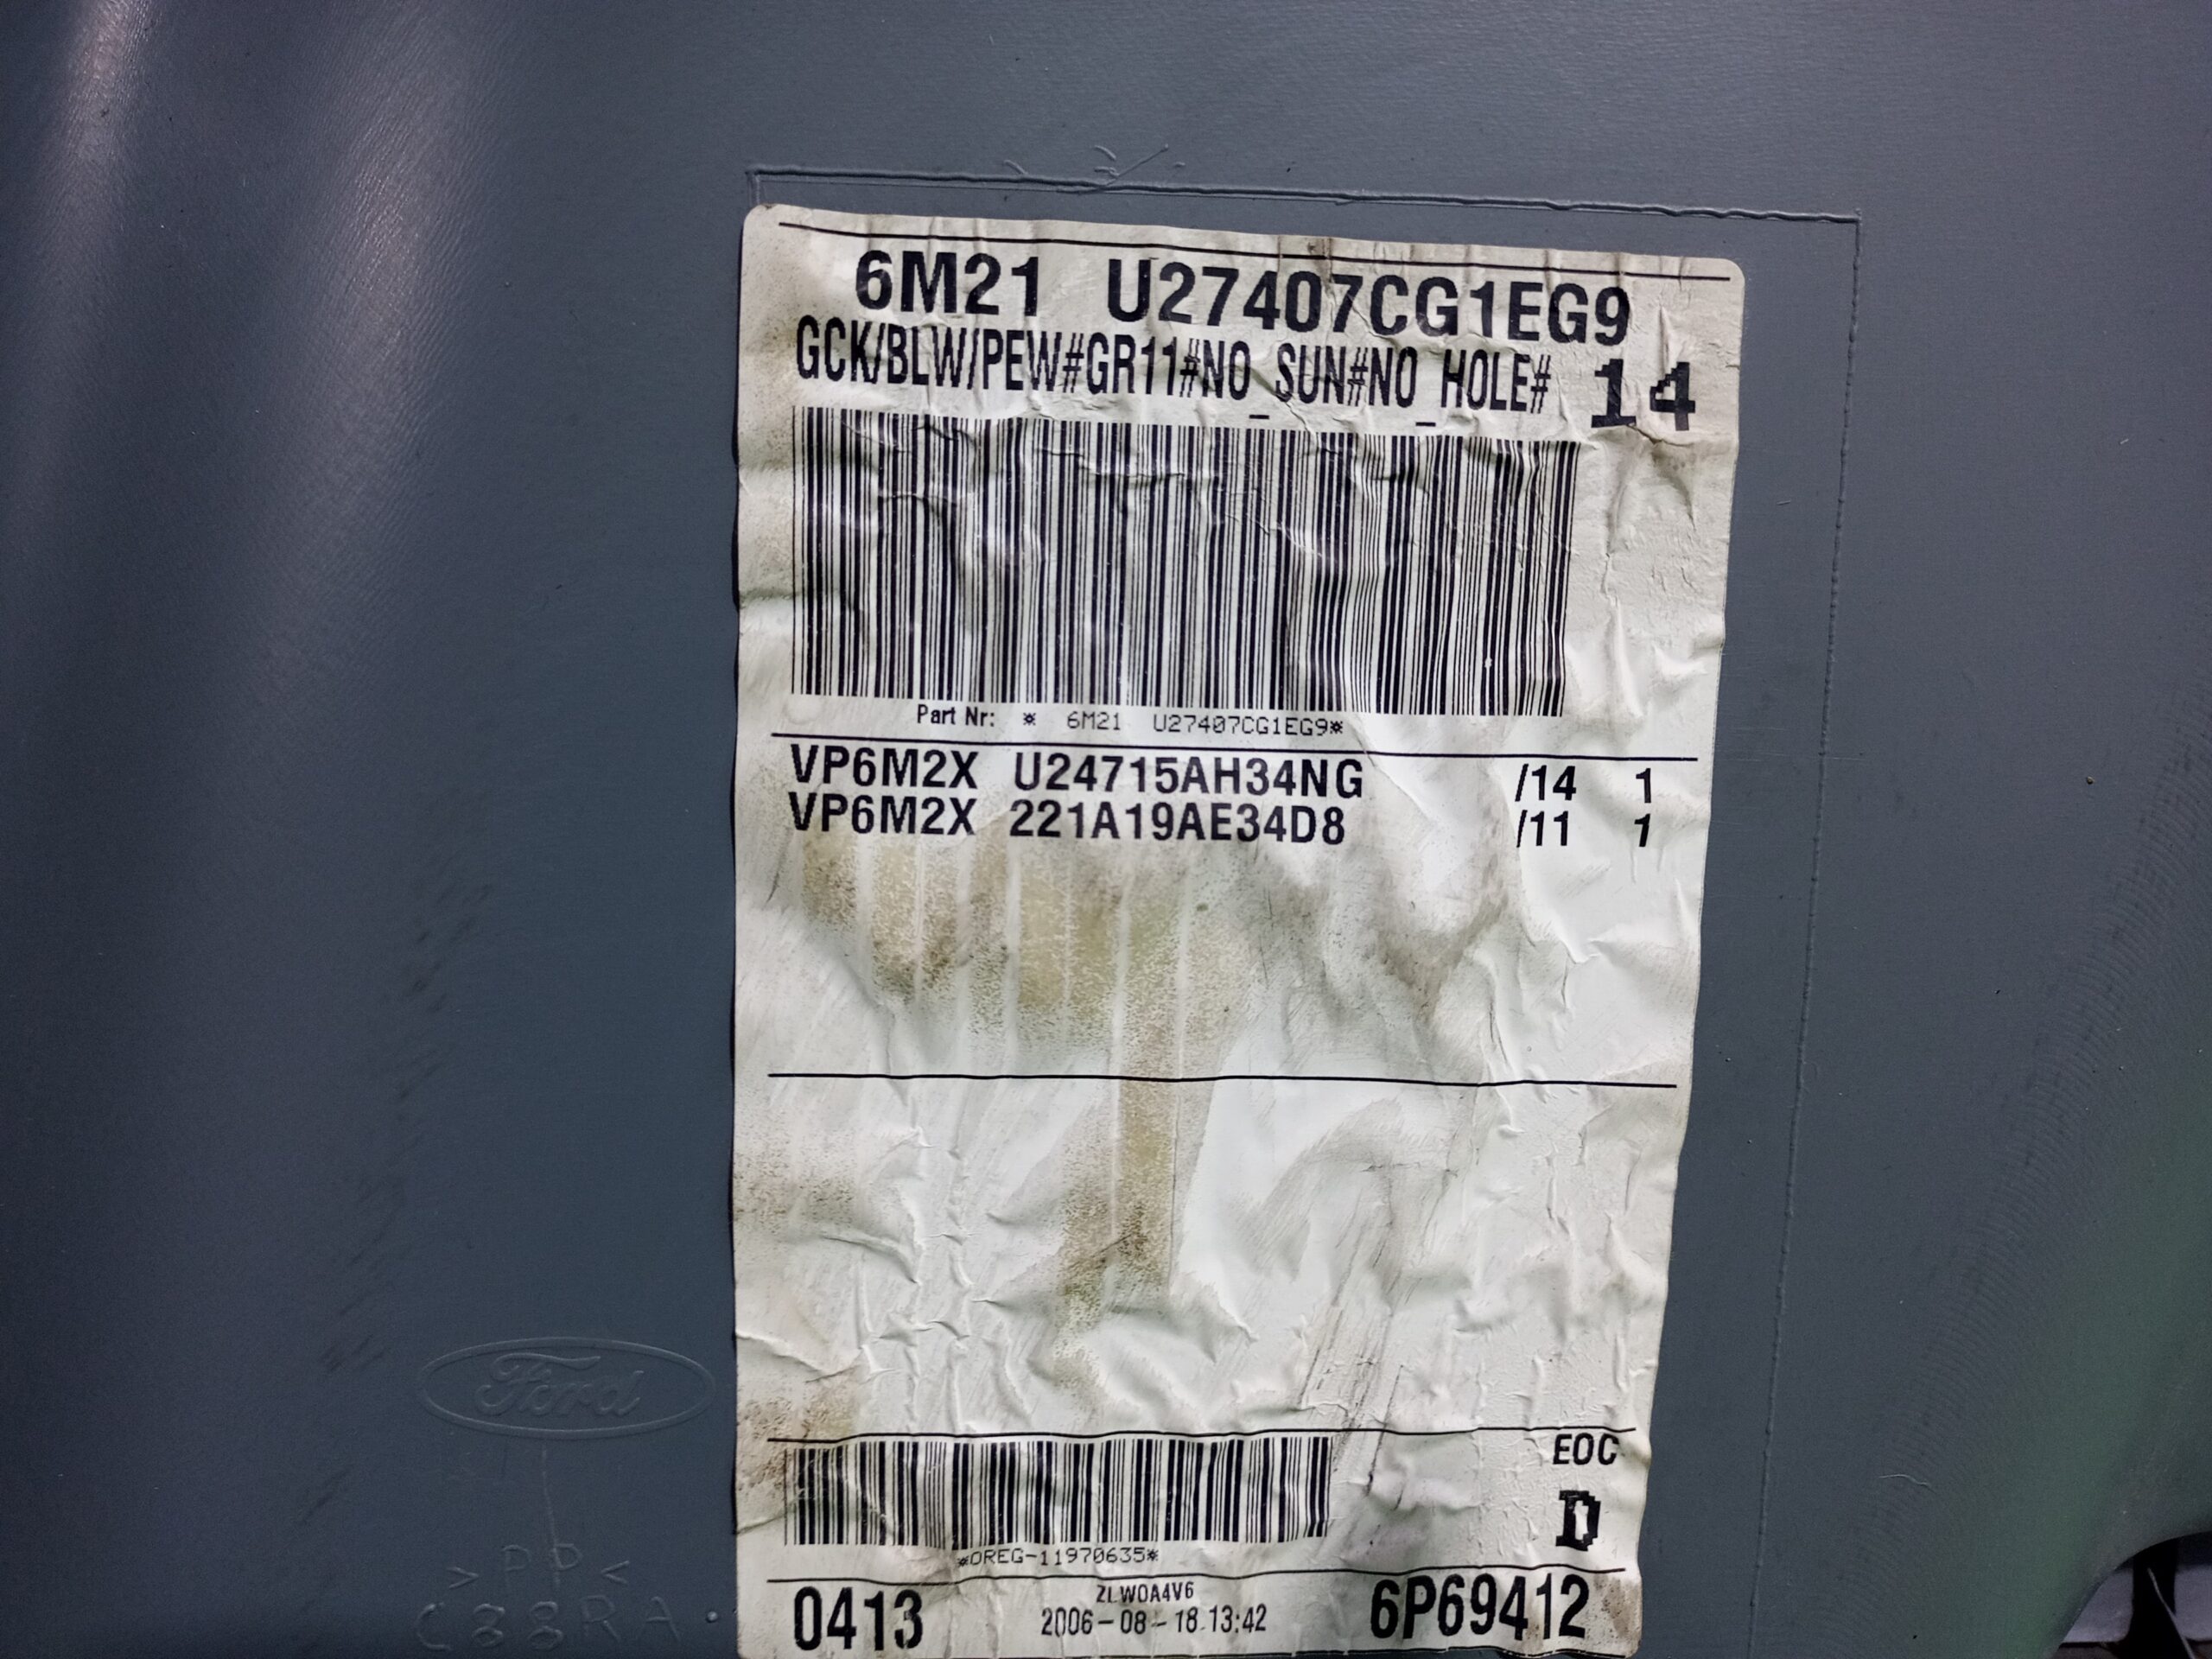 6M21 U27407CG1EG9
GCK/BLW/PEW#GR11#NO_SUN#NO_HOLE# 14
Part Nr: * 6M21 U27407CG1EG9*
VP6M2X U24715AH34NG /14 1
VP6M2X 221A19AE34D8 /11 1
Ford
EOC
D
*OREG-11970635*
>PP<
ZLWOA4V6
0413 2006-08-18 13:42 6P69412